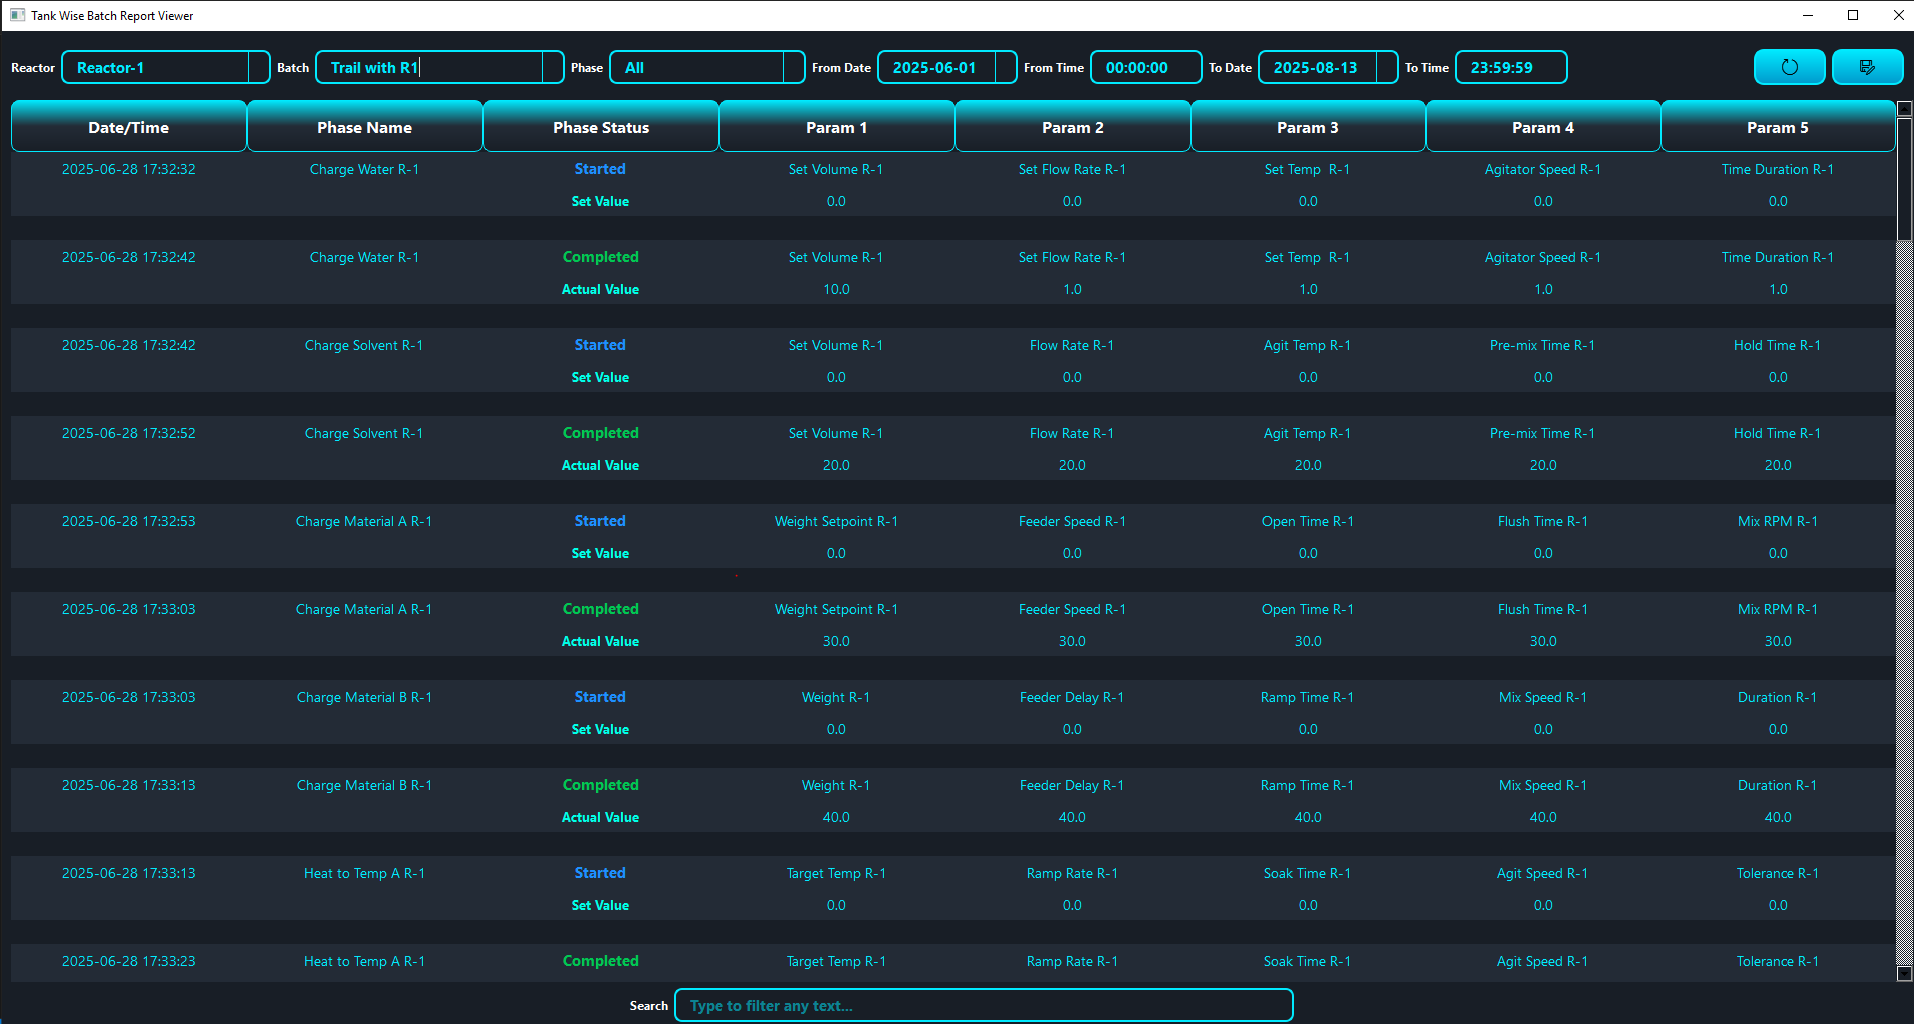 Tank Wise Batch Report Viewer
Reactor Reactor-1 Batch Trail with R1 Phase All From Date 2025-06-01 From Time 00:00:00 To Date 2025-08-13 To Time 23:59:59
Date/Time Phase Name Phase Status Param 1 Param 2 Param 3 Param 4 Param 5
2025-06-28 17:32:32 Charge Water R-1 Started Set Volume R-1 Set Flow Rate R-1 Set Temp  R-1 Agitator Speed R-1 Time Duration R-1
Set Value 0.0 0.0 0.0 0.0 0.0
2025-06-28 17:32:42 Charge Water R-1 Completed Set Volume R-1 Set Flow Rate R-1 Set Temp  R-1 Agitator Speed R-1 Time Duration R-1
Actual Value 10.0 1.0 1.0 1.0 1.0
2025-06-28 17:32:42 Charge Solvent R-1 Started Set Volume R-1 Flow Rate R-1 Agit Temp R-1 Pre-mix Time R-1 Hold Time R-1
Set Value 0.0 0.0 0.0 0.0 0.0
2025-06-28 17:32:52 Charge Solvent R-1 Completed Set Volume R-1 Flow Rate R-1 Agit Temp R-1 Pre-mix Time R-1 Hold Time R-1
Actual Value 20.0 20.0 20.0 20.0 20.0
2025-06-28 17:32:53 Charge Material A R-1 Started Weight Setpoint R-1 Feeder Speed R-1 Open Time R-1 Flush Time R-1 Mix RPM R-1
Set Value 0.0 0.0 0.0 0.0 0.0
2025-06-28 17:33:03 Charge Material A R-1 Completed Weight Setpoint R-1 Feeder Speed R-1 Open Time R-1 Flush Time R-1 Mix RPM R-1
Actual Value 30.0 30.0 30.0 30.0 30.0
2025-06-28 17:33:03 Charge Material B R-1 Started Weight R-1 Feeder Delay R-1 Ramp Time R-1 Mix Speed R-1 Duration R-1
Set Value 0.0 0.0 0.0 0.0 0.0
2025-06-28 17:33:13 Charge Material B R-1 Completed Weight R-1 Feeder Delay R-1 Ramp Time R-1 Mix Speed R-1 Duration R-1
Actual Value 40.0 40.0 40.0 40.0 40.0
2025-06-28 17:33:13 Heat to Temp A R-1 Started Target Temp R-1 Ramp Rate R-1 Soak Time R-1 Agit Speed R-1 Tolerance R-1
Set Value 0.0 0.0 0.0 0.0 0.0
2025-06-28 17:33:23 Heat to Temp A R-1 Completed Target Temp R-1 Ramp Rate R-1 Soak Time R-1 Agit Speed R-1 Tolerance R-1
Search Type to filter any text...